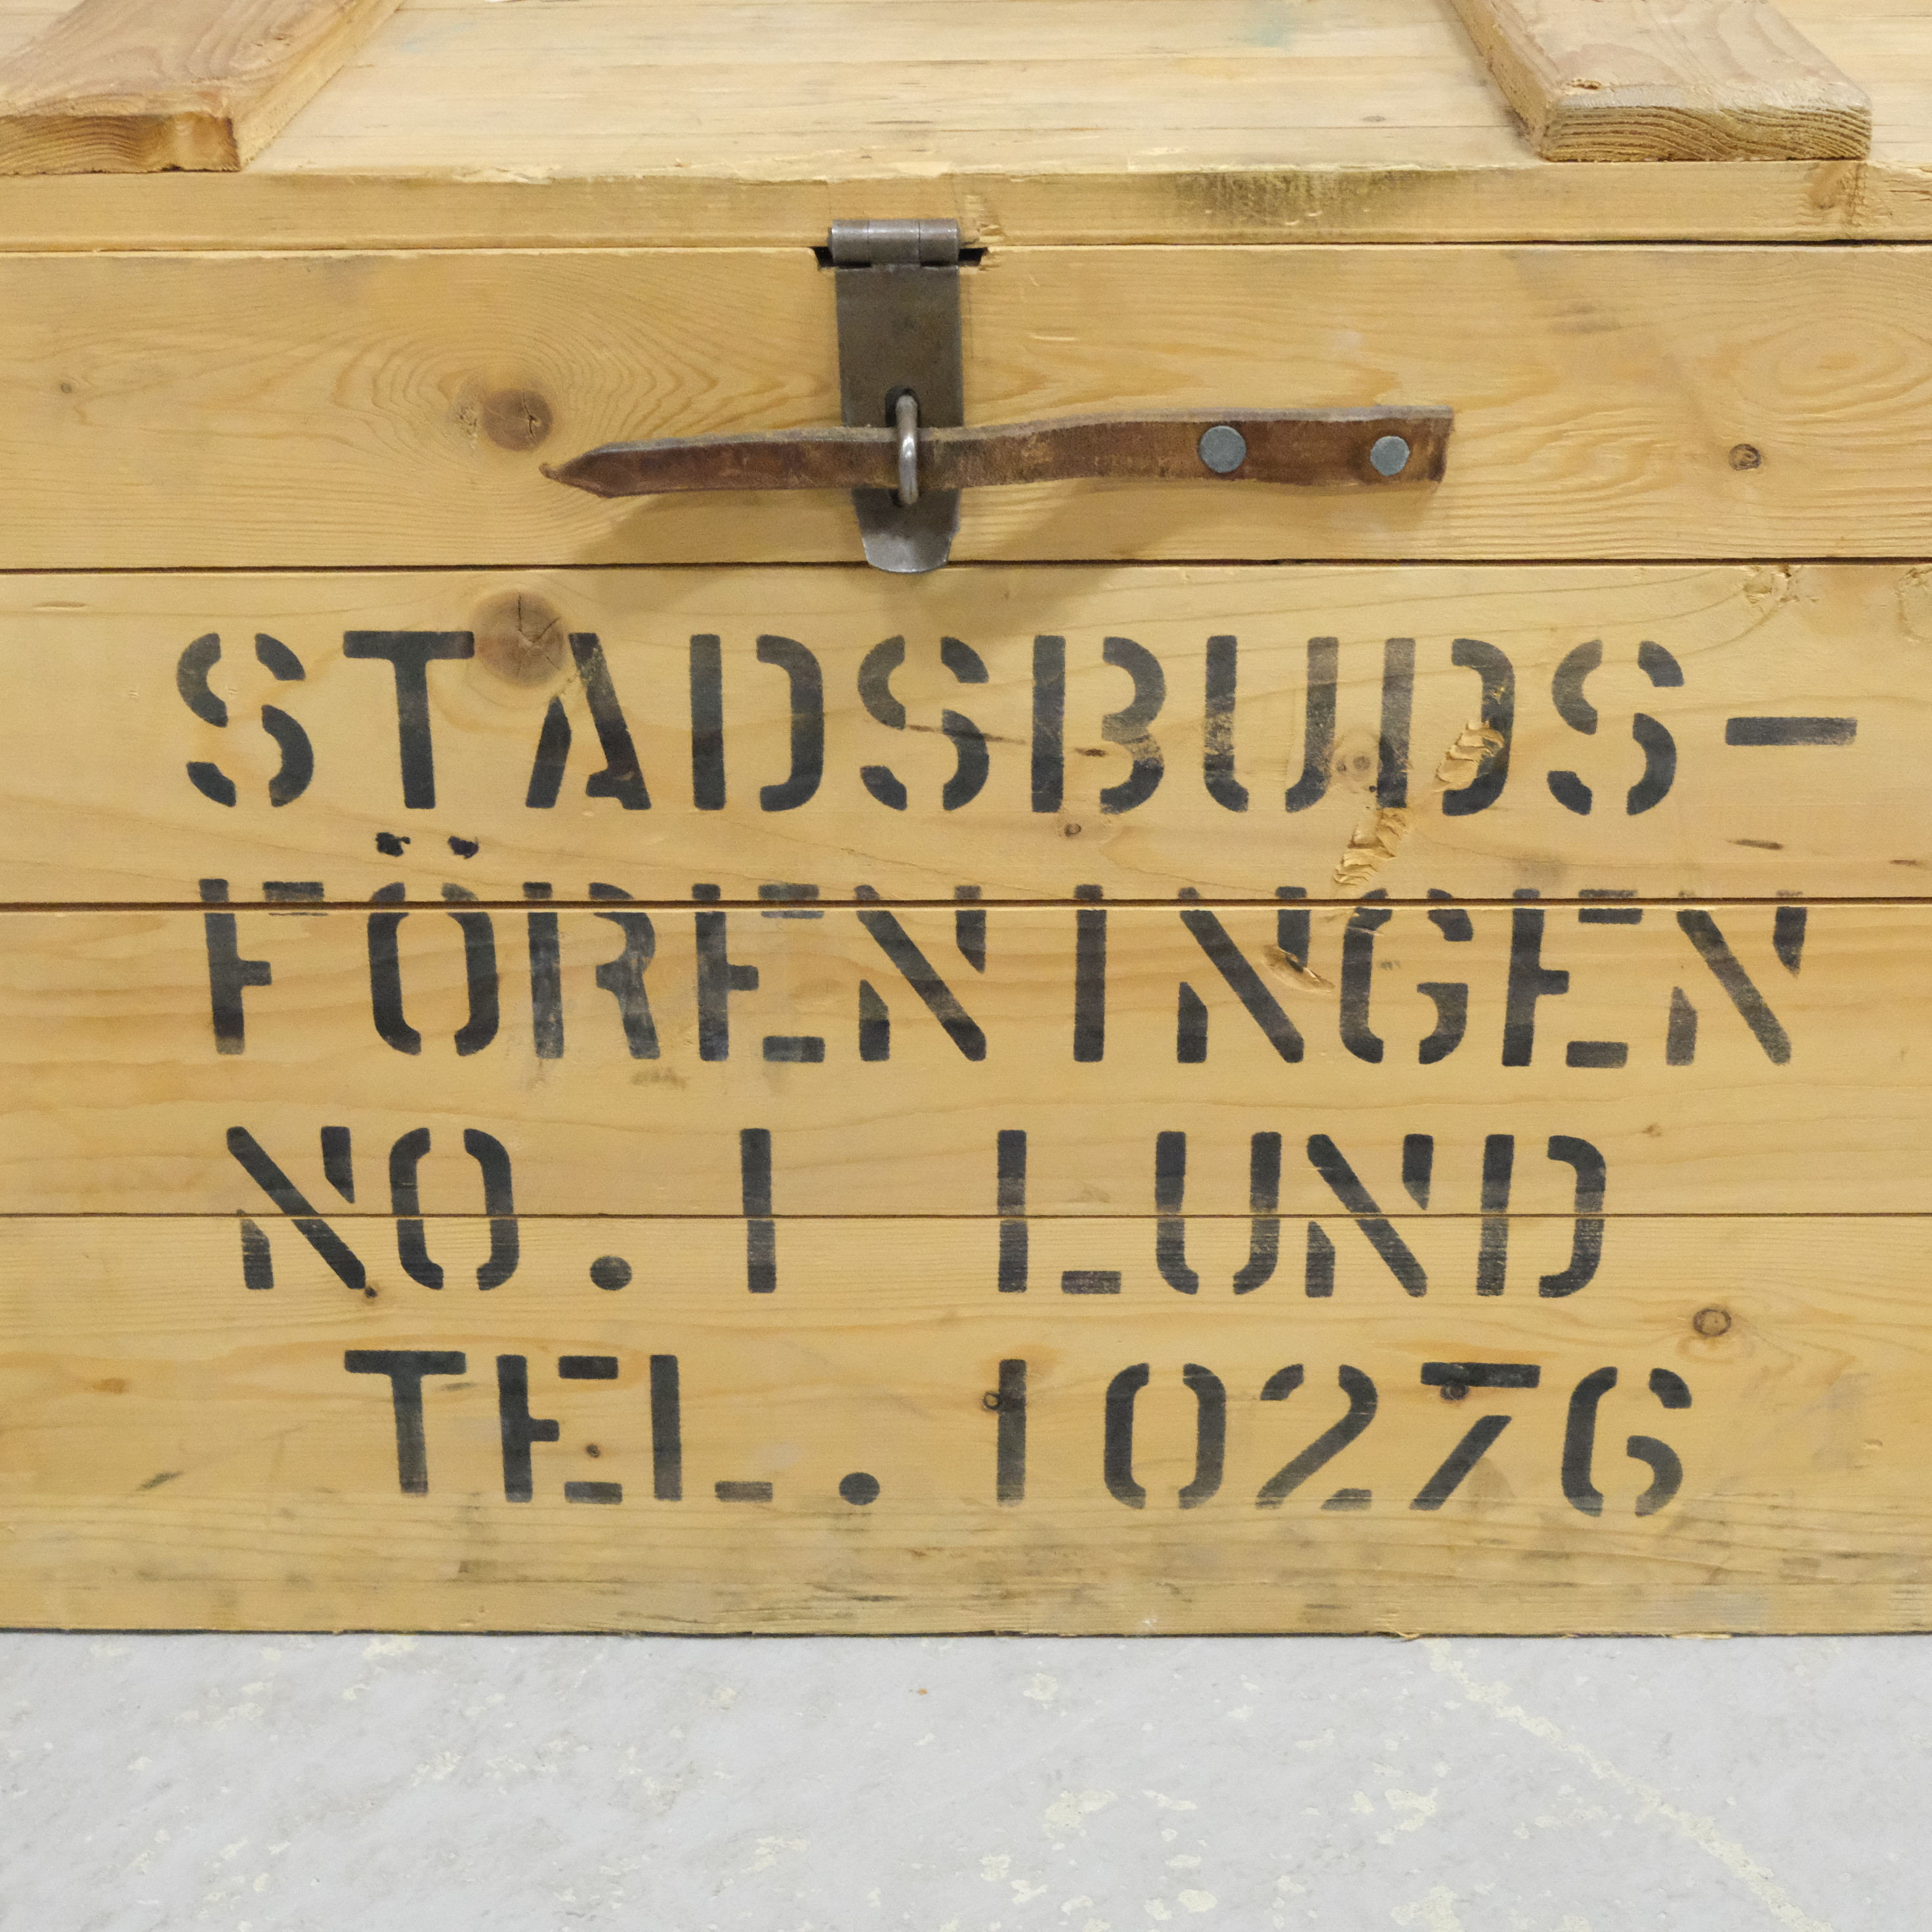 STADSBUDS-
FÖRENINGEN
NO. 1 LUND
TEL. 10276